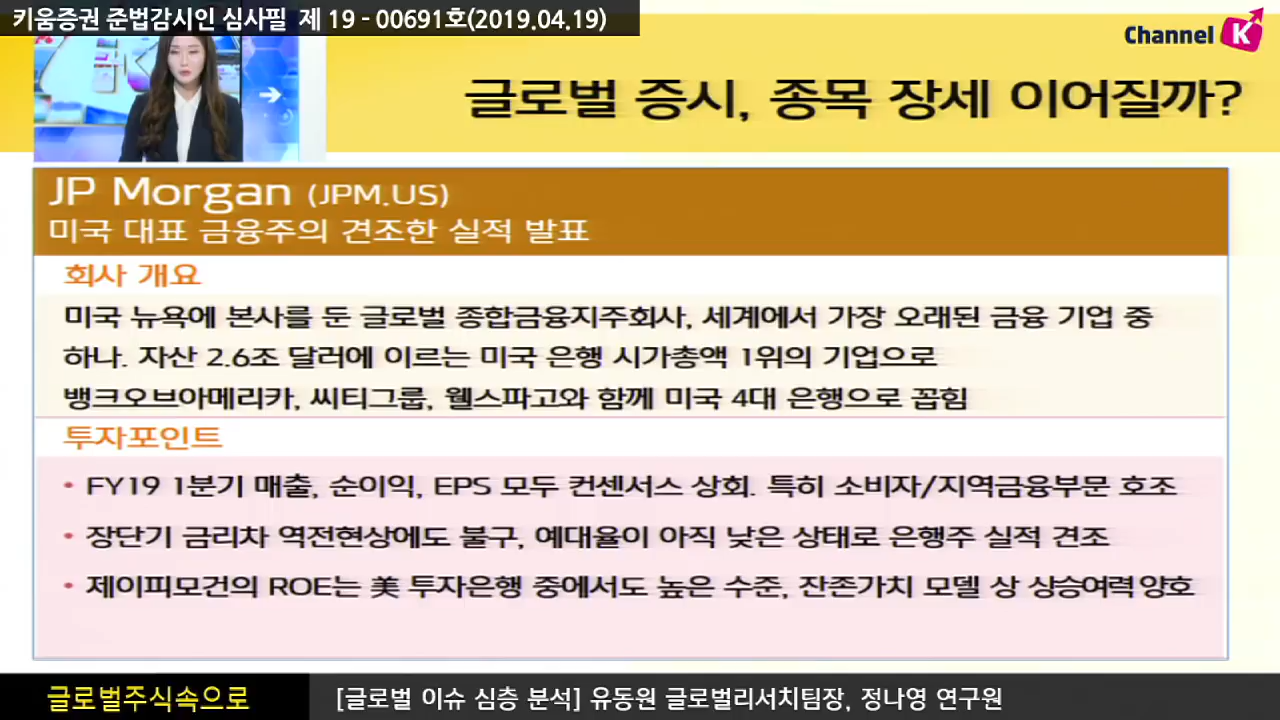 키움증권 준법감시인 심사필 제 19 - 00691호(2019.04.19)
Channel K
글로벌 증시, 종목 장세 이어질까?
JP Morgan (JPM.US)
미국 대표 금융주의 견조한 실적 발표
회사 개요
미국 뉴욕에 본사를 둔 글로벌 종합금융지주회사, 세계에서 가장 오래된 금융 기업 중
하나. 자산 2.6조 달러에 이르는 미국 은행 시가총액 1위의 기업으로
뱅크오브아메리카, 씨티그룹, 웰스파고와 함께 미국 4대 은행으로 꼽힘
투자포인트
• FY19 1분기 매출, 순이익, EPS 모두 컨센서스 상회. 특히 소비자/지역금융부문 호조
• 장단기 금리차 역전현상에도 불구, 예대율이 아직 낮은 상태로 은행주 실적 견조
• 제이피모건의 ROE는 美 투자은행 중에서도 높은 수준, 잔존가치 모델 상 상승여력 양호
글로벌주식속으로
[글로벌 이슈 심층 분석] 유동원 글로벌리서치팀장, 정나영 연구원